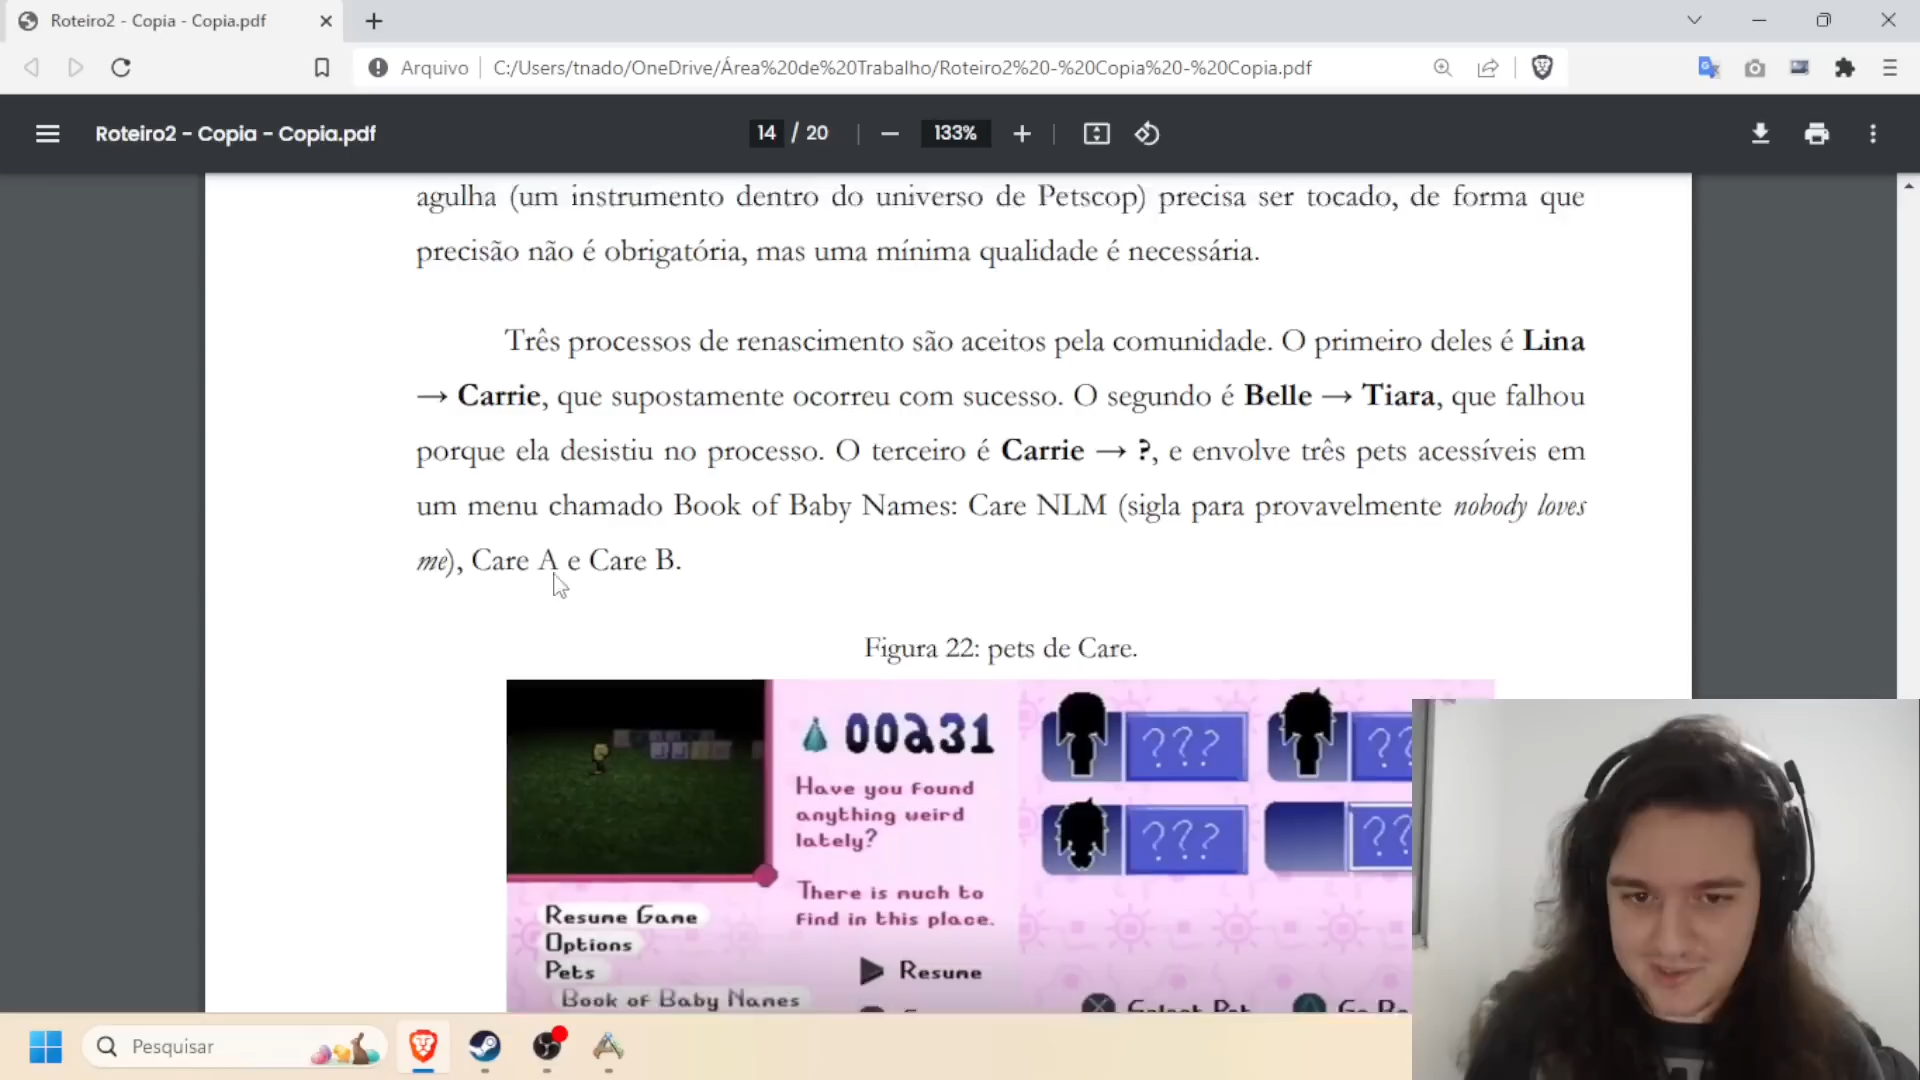 Roteiro2 - Copia - Copia.pdf
Arquivo
C:/Users/tnado/OneDrive/Área%20de%20Trabalho/Roteiro2%20-%20Copia%20-%20Copia.pdf
Roteiro2 - Copia - Copia.pdf
14 / 20
133%
agulha (um instrumento dentro do universo de Petscop) precisa ser tocado, de forma que
precisão não é obrigatória, mas uma mínima qualidade é necessária.
Três processos de renascimento são aceitos pela comunidade. O primeiro deles é Lina
→ Carrie, que supostamente ocorreu com sucesso. O segundo é Belle → Tiara, que falhou
porque ela desistiu no processo. O terceiro é Carrie → ?, e envolve três pets acessíveis em
um menu chamado Book of Baby Names: Care NLM (sigla para provavelmente nobody loves
me), Care A e Care B.
Figura 22: pets de Care.
00231
Have you found
anything weird
lately?
There is much to
find in this place.
Resume Game
Options
Pets
Book of Baby Names
Resume
???
??
???
??
Select Pet
Go
Pesquisar